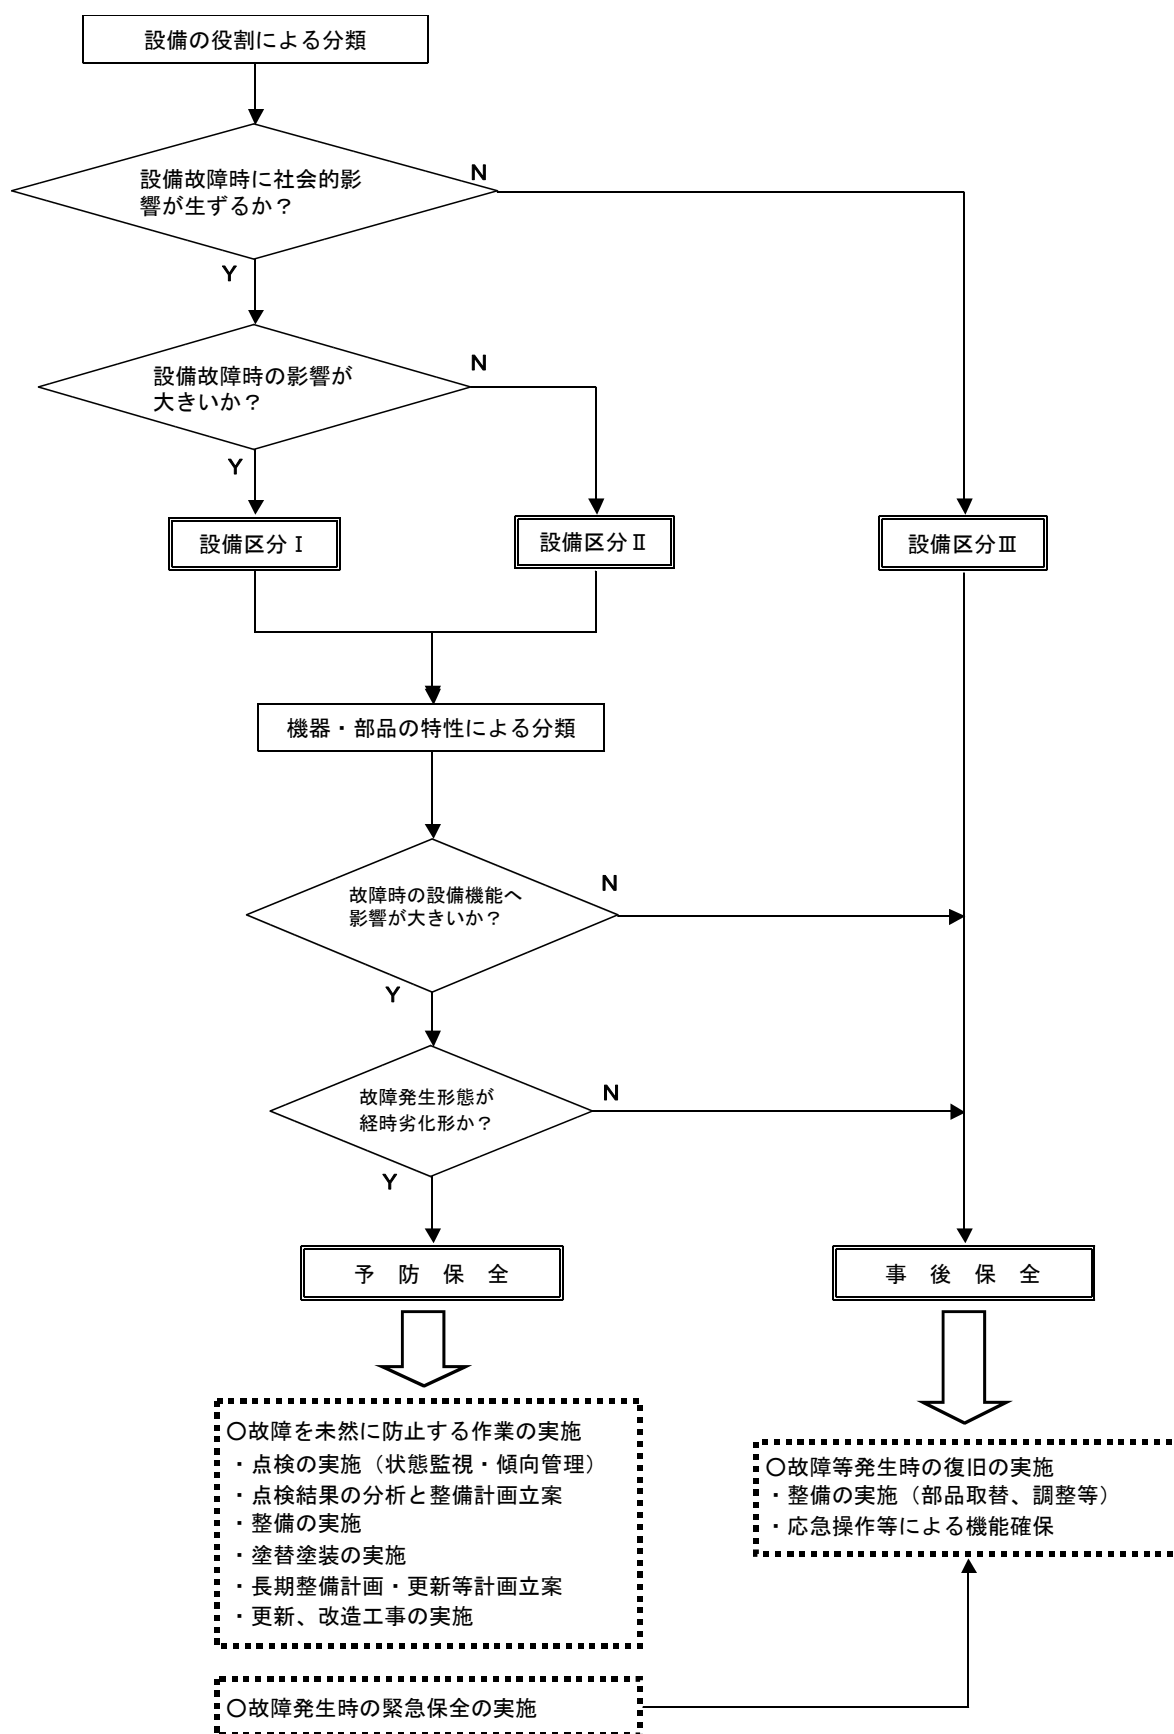 設備の役割による分類
設備故障時に社会的影
響が生ずるか？
N
Y
設備故障時の影響が
大きいか？
N
Y
設備区分Ⅰ
設備区分Ⅱ
設備区分Ⅲ
機器・部品の特性による分類
故障時の設備機能へ
影響が大きいか？
N
Y
故障発生形態が
経時劣化形か？
N
Y
予 防 保 全
事 後 保 全
〇故障を未然に防止する作業の実施
・点検の実施（状態監視・傾向管理）
・点検結果の分析と整備計画立案
・整備の実施
・塗替塗装の実施
・長期整備計画・更新等計画立案
・更新、改造工事の実施
〇故障等発生時の復旧の実施
・整備の実施（部品取替、調整等）
・応急操作等による機能確保
〇故障発生時の緊急保全の実施